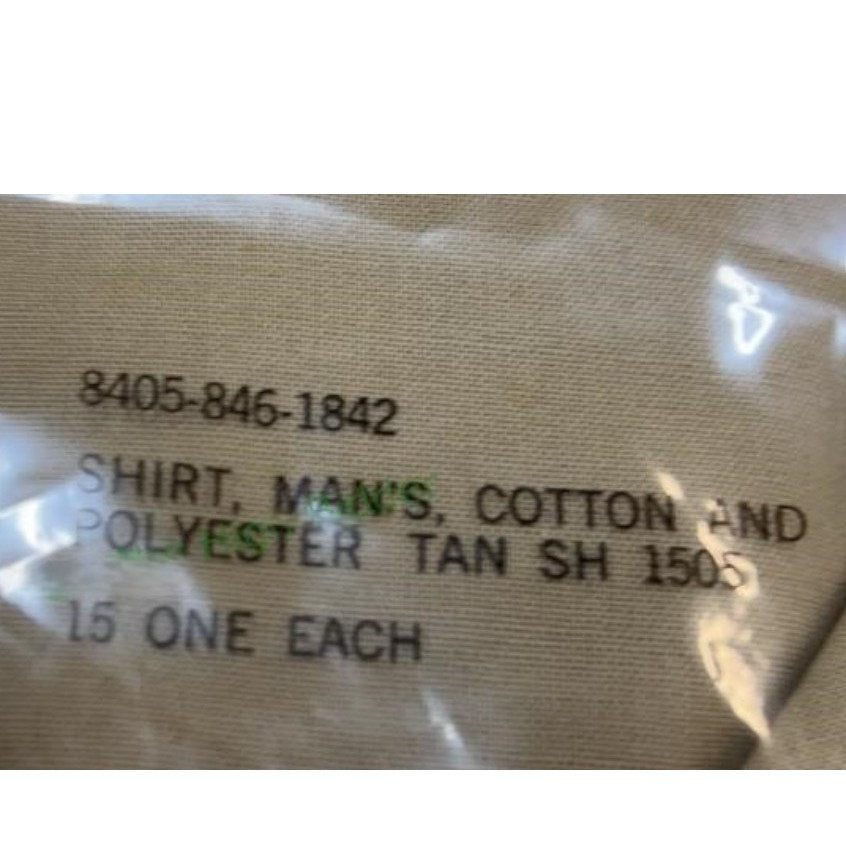 8405-846-1842
SHIRT, MAN'S, COTTON AND
POLYESTER TAN SH 1505
15 ONE EACH